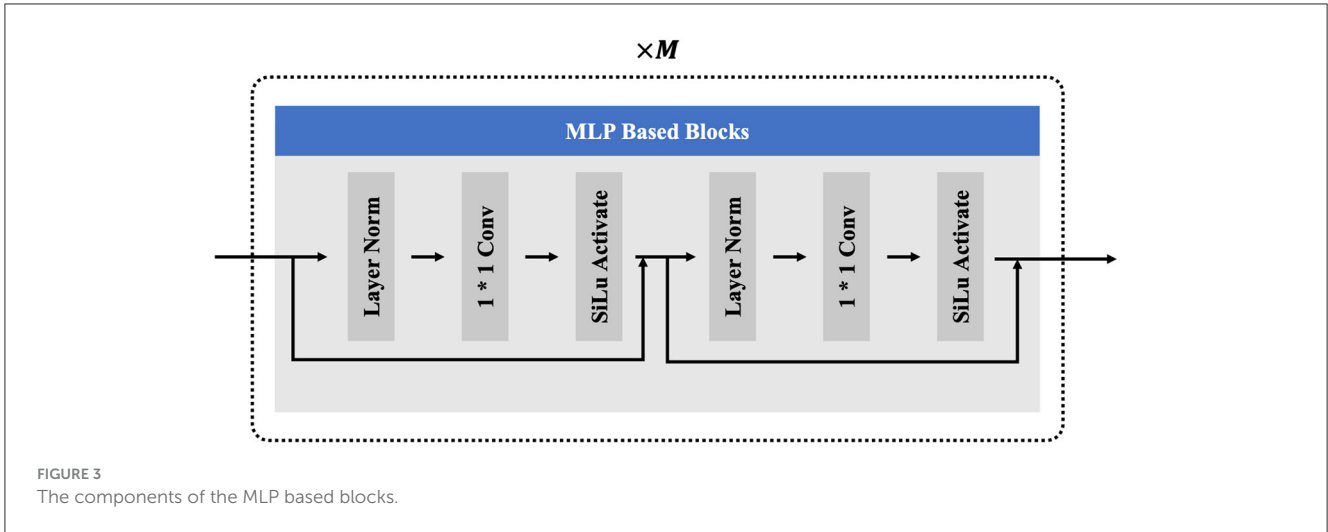 ×M
MLP Based Blocks
Layer Norm
1 * 1 Conv
SiLu Activate
Layer Norm
1 * 1 Conv
SiLu Activate
FIGURE 3
The components of the MLP based blocks.